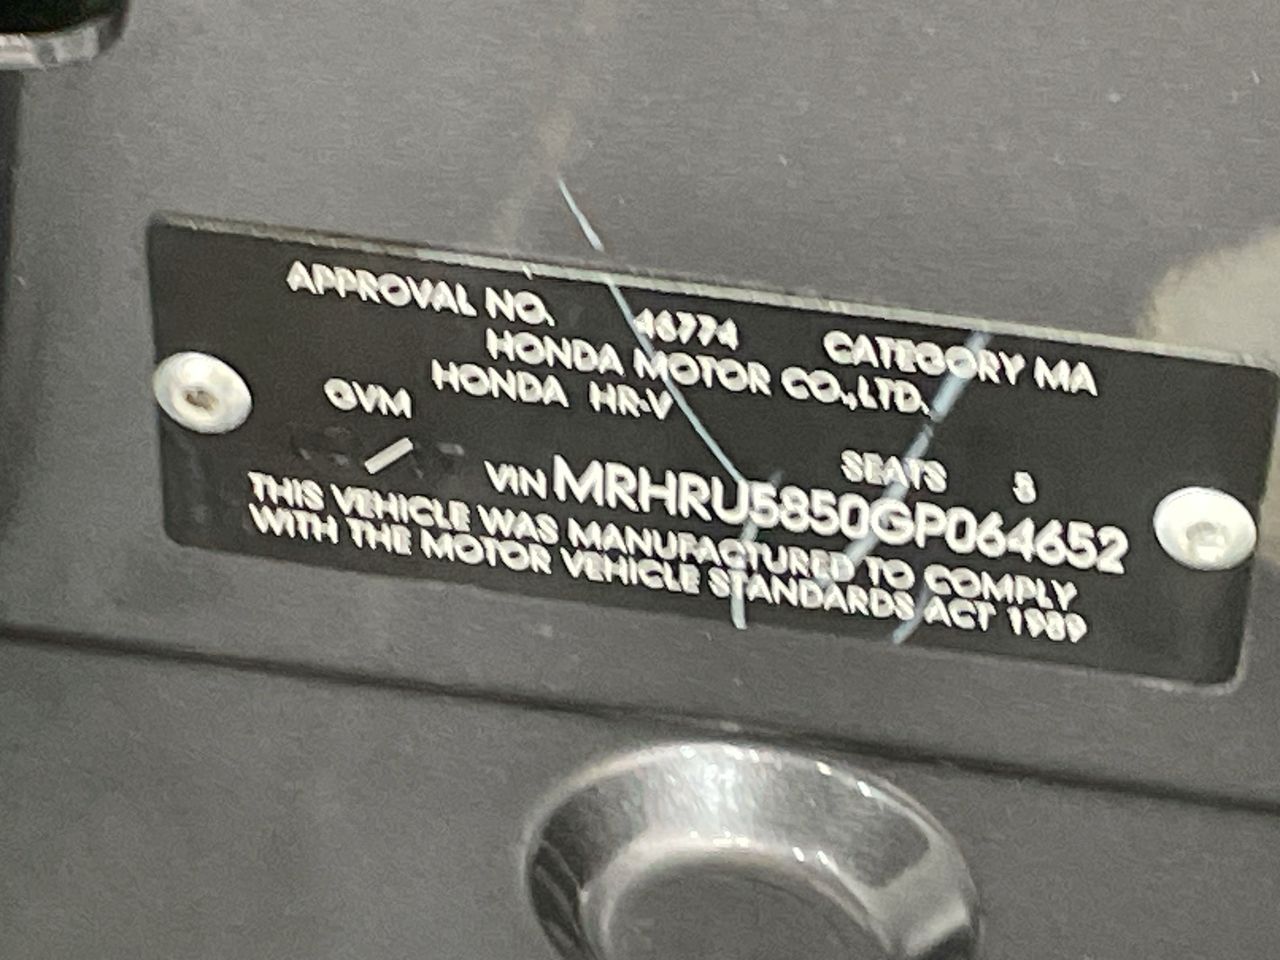 APPROVAL NO. 46774 CATEGORY MA
HONDA MOTOR CO.,LTD.
HONDA HR-V
GVM SEATS 5
VIN MRHRU5850GP064652
THIS VEHICLE WAS MANUFACTURED TO COMPLY
WITH THE MOTOR VEHICLE STANDARDS ACT 1989